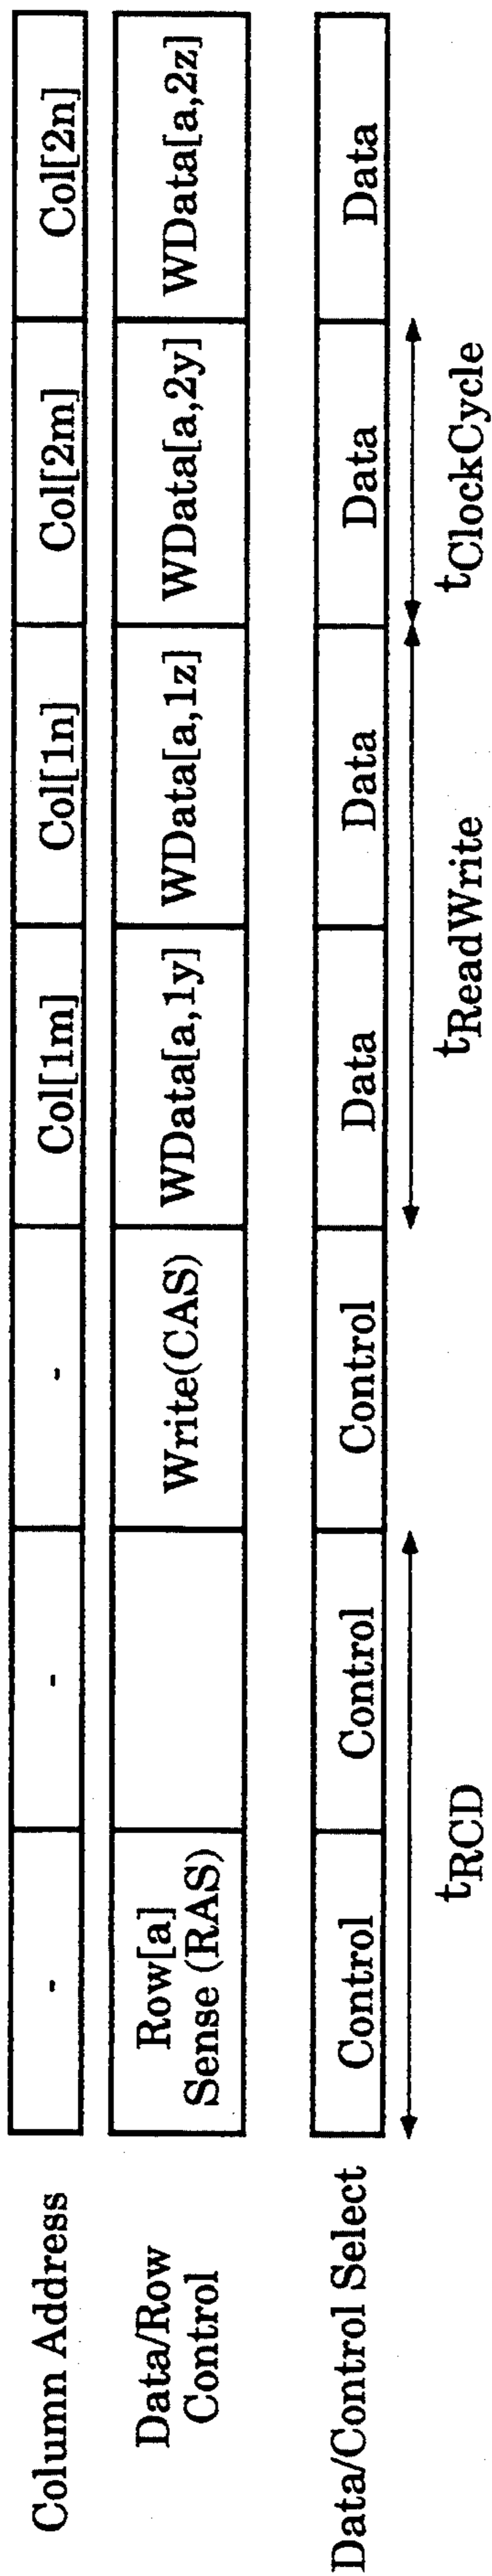 Column Address
-
-
-
Col[1m]
Col[1n]
Col[2m]
Col[2n]
Data/Row
Control
Row[a]
Sense (RAS)
Write(CAS)
WData[a,1y]
WData[a,1z]
WData[a,2y]
WData[a,2z]
Data/Control Select
Control
Control
Control
Data
Data
Data
Data
tRCD
tReadWrite
tClockCycle